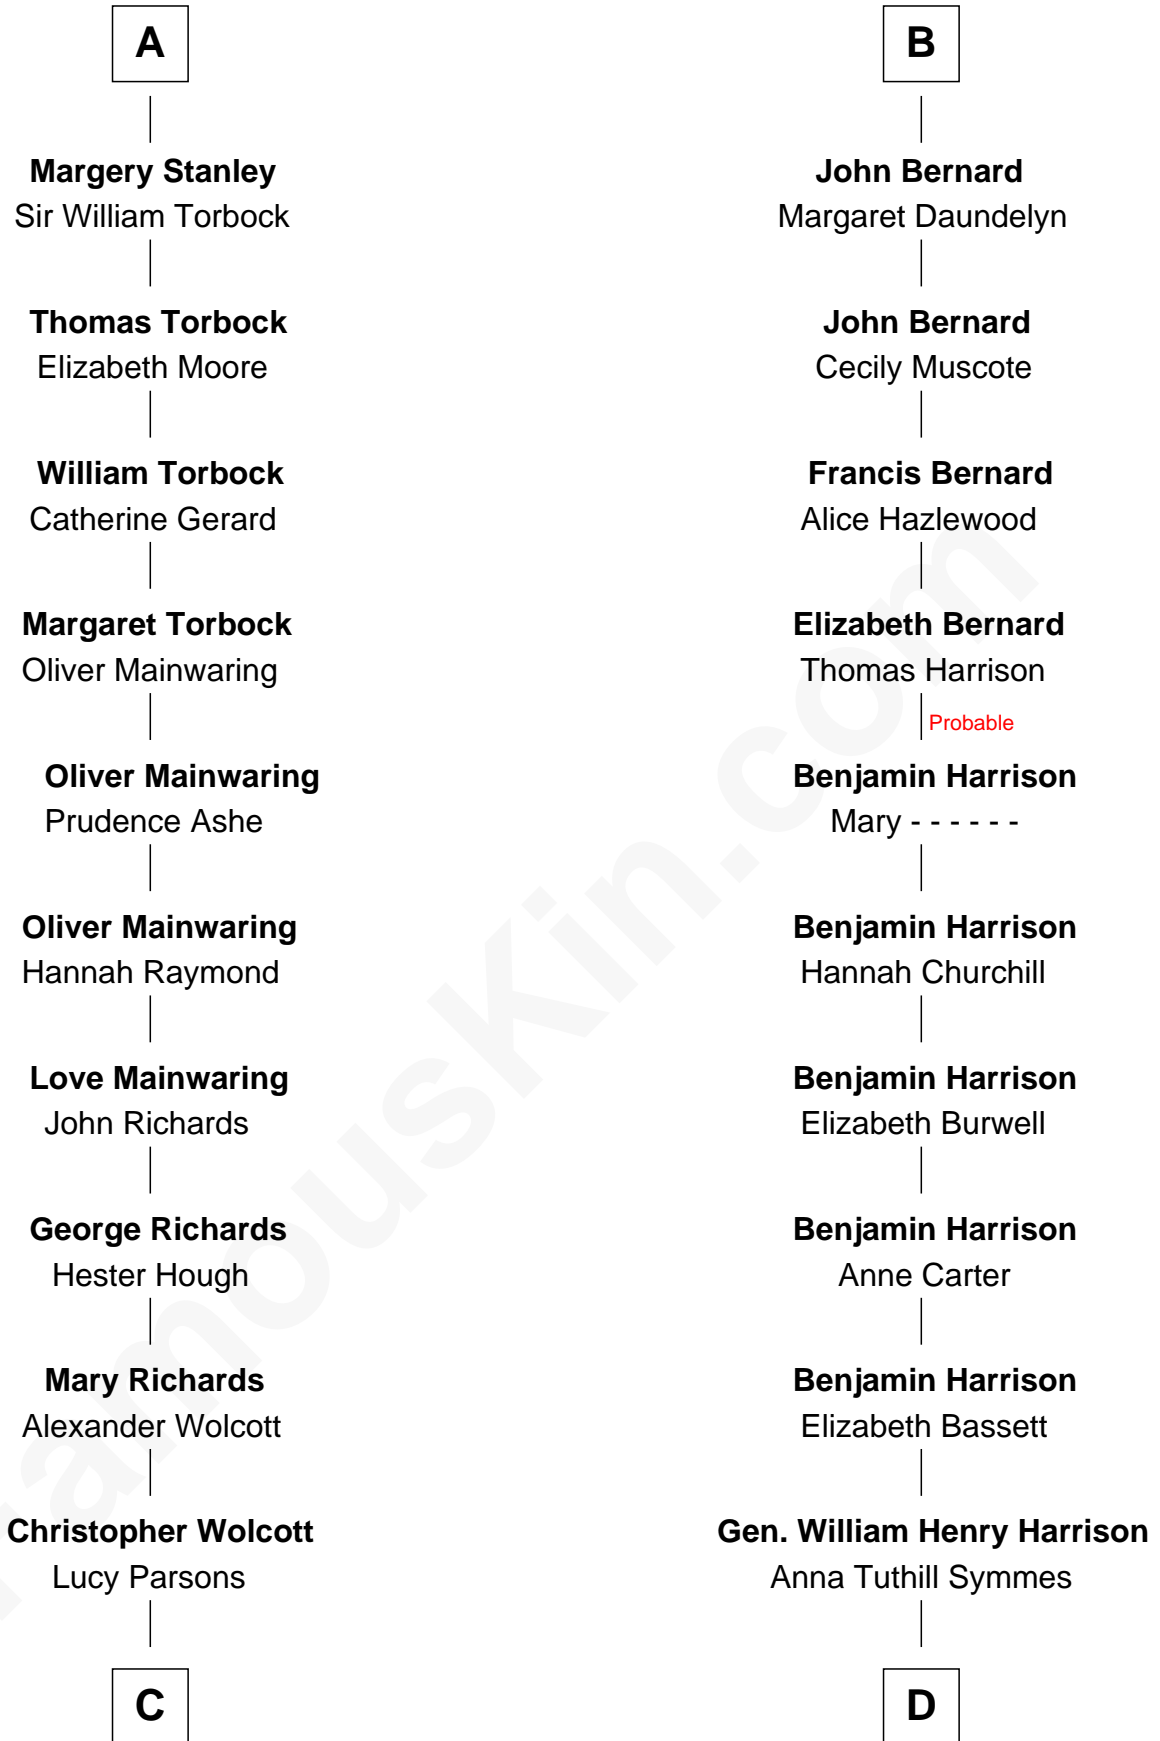 A
Margery Stanley
Sir William Torbock
Thomas Torbock
Elizabeth Moore
William Torbock
Catherine Gerard
Margaret Torbock
Oliver Mainwaring
Oliver Mainwaring
Prudence Ashe
Oliver Mainwaring
Hannah Raymond
Love Mainwaring
John Richards
George Richards
Hester Hough
Mary Richards
Alexander Wolcott
Christopher Wolcott
Lucy Parsons
C
B
John Bernard
Margaret Daundelyn
John Bernard
Cecily Muscote
Francis Bernard
Alice Hazlewood
Elizabeth Bernard
Thomas Harrison
Probable
Benjamin Harrison
Mary - - - - - -
Benjamin Harrison
Hannah Churchill
Benjamin Harrison
Elizabeth Burwell
Benjamin Harrison
Anne Carter
Benjamin Harrison
Elizabeth Bassett
Gen. William Henry Harrison
Anna Tuthill Symmes
D
FamousKin.com